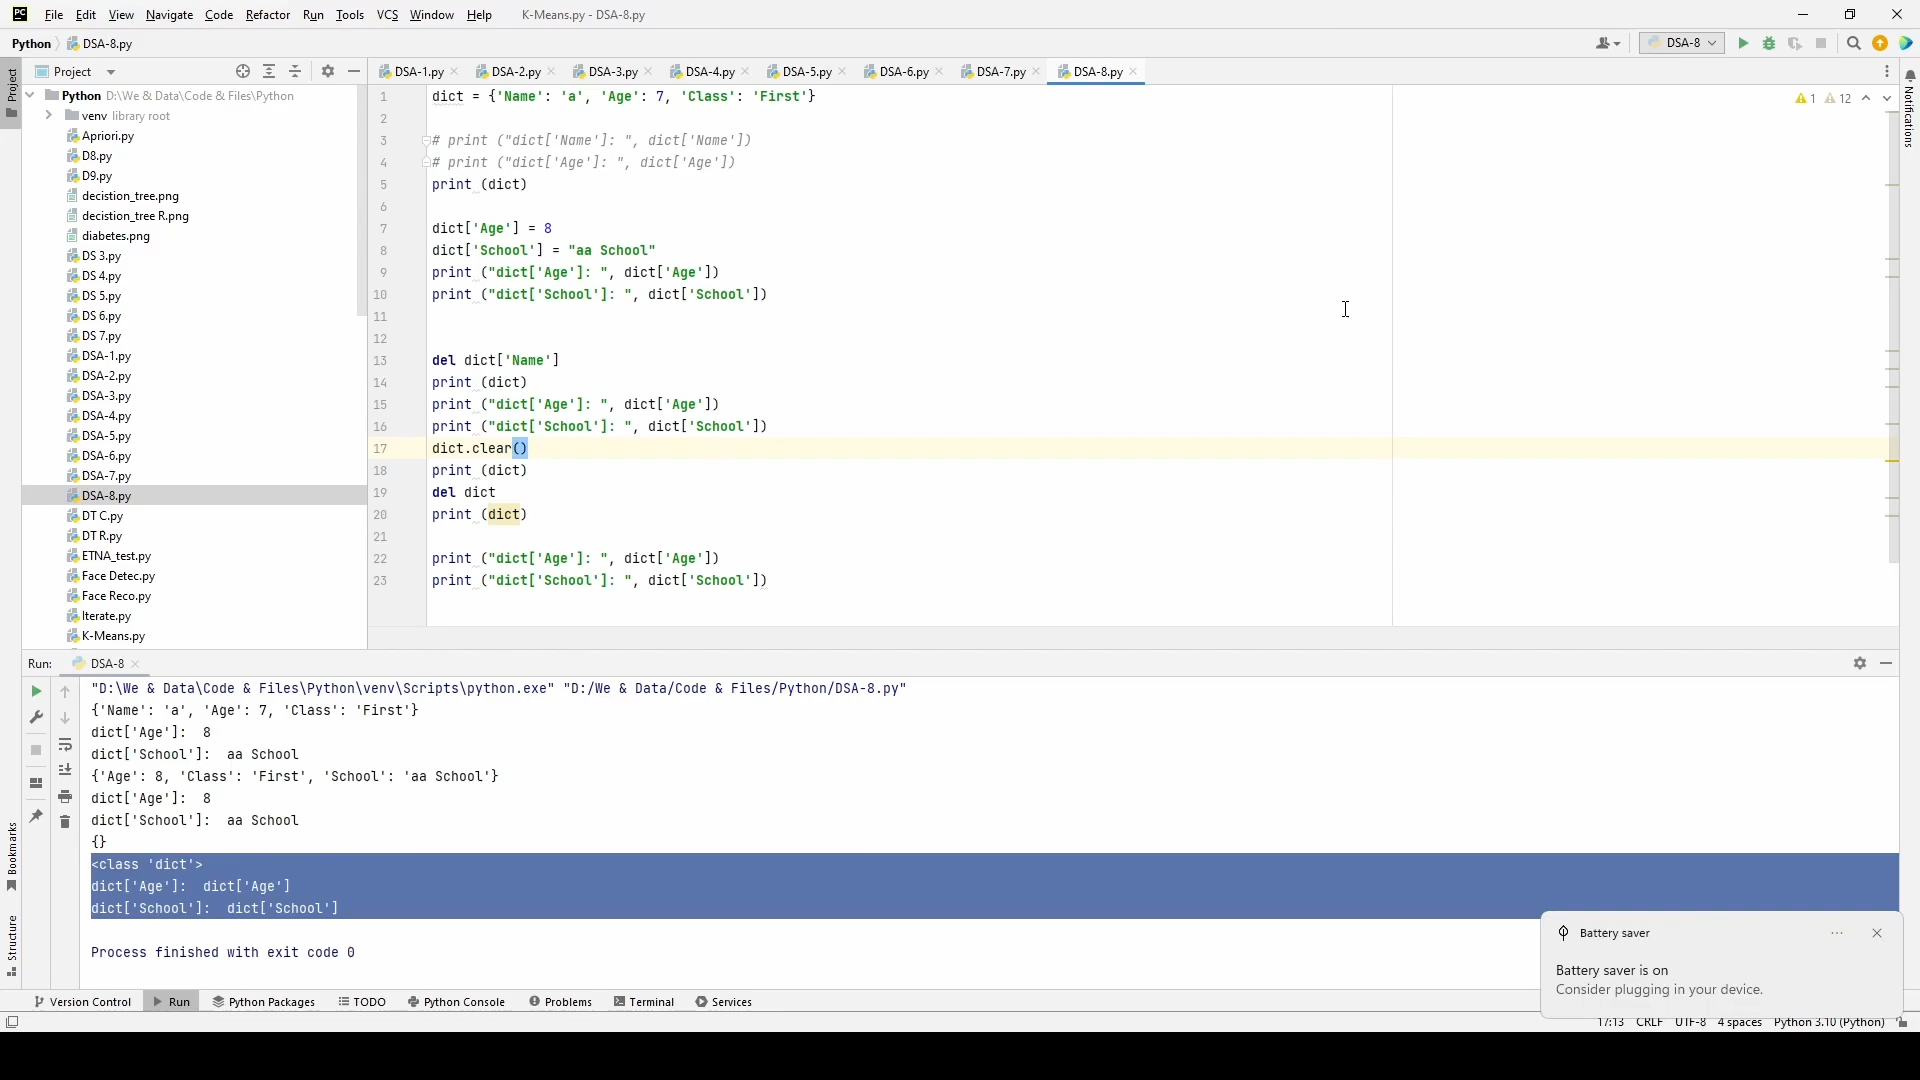 PC File Edit View Navigate Code Refactor Run Tools VCS Window Help K-Means.py - DSA-8.py
Python DSA-8.py DSA-8
Project DSA-1.py DSA-2.py DSA-3.py DSA-4.py DSA-5.py DSA-6.py DSA-7.py DSA-8.py
Project
Notifications
Python D:\We & Data\Code & Files\Python
venv library root
Apriori.py
D8.py
D9.py
decistion_tree.png
decistion_tree R.png
diabetes.png
DS 3.py
DS 4.py
DS 5.py
DS 6.py
DS 7.py
DSA-1.py
DSA-2.py
DSA-3.py
DSA-4.py
DSA-5.py
DSA-6.py
DSA-7.py
DSA-8.py
DT C.py
DT R.py
ETNA_test.py
Face Detec.py
Face Reco.py
Iterate.py
K-Means.py
1 dict = {'Name': 'a', 'Age': 7, 'Class': 'First'}
1 12
2
3 # print ("dict['Name']: ", dict['Name'])
4 # print ("dict['Age']: ", dict['Age'])
5 print (dict)
6
7 dict['Age'] = 8
8 dict['School'] = "aa School"
9 print ("dict['Age']: ", dict['Age'])
10 print ("dict['School']: ", dict['School'])
11
12
13 del dict['Name']
14 print (dict)
15 print ("dict['Age']: ", dict['Age'])
16 print ("dict['School']: ", dict['School'])
17 dict.clear()
18 print (dict)
19 del dict
20 print (dict)
21
22 print ("dict['Age']: ", dict['Age'])
23 print ("dict['School']: ", dict['School'])
Run: DSA-8
"D:\We & Data\Code & Files\Python\venv\Scripts\python.exe" "D:/We & Data/Code & Files/Python/DSA-8.py"
{'Name': 'a', 'Age': 7, 'Class': 'First'}
dict['Age']:  8
dict['School']:  aa School
{'Age': 8, 'Class': 'First', 'School': 'aa School'}
dict['Age']:  8
dict['School']:  aa School
{}
<class 'dict'>
dict['Age']:  dict['Age']
dict['School']:  dict['School']
Process finished with exit code 0
Bookmarks
Structure
Battery saver
Battery saver is on
Consider plugging in your device.
Version Control Run Python Packages TODO Python Console Problems Terminal Services
17:13 CRLF UTF-8 4 spaces Python 3.10 (Python)